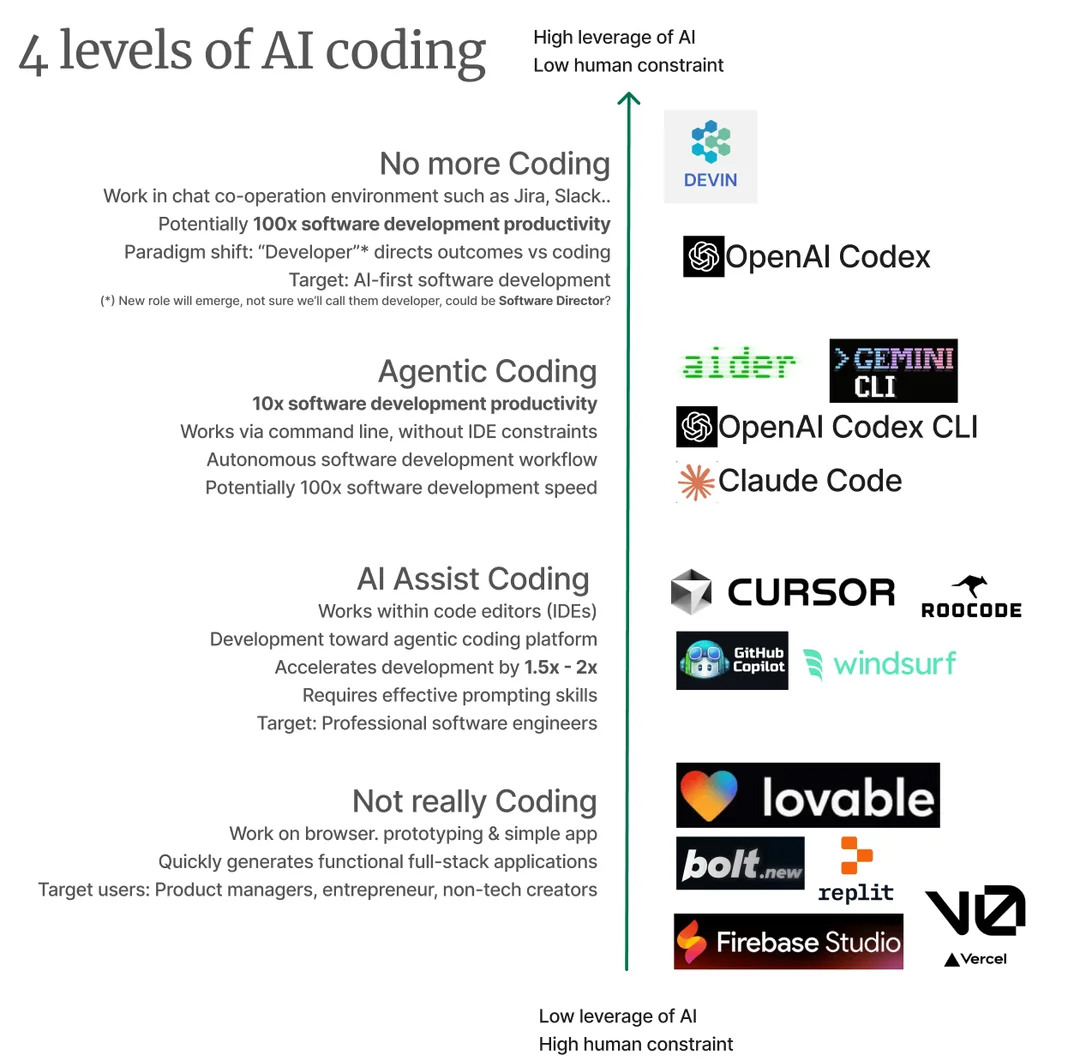 4 levels of AI coding
High leverage of AI
Low human constraint
No more Coding
Work in chat co-operation environment such as Jira, Slack..
Potentially 100x software development productivity
Paradigm shift: “Developer”* directs outcomes vs coding
Target: AI-first software development
(*) New role will emerge, not sure we’ll call them developer, could be Software Director?
DEVIN
OpenAI Codex
Agentic Coding
10x software development productivity
Works via command line, without IDE constraints
Autonomous software development workflow
Potentially 100x software development speed
aider
>GEMINI
CLI
OpenAI Codex CLI
Claude Code
AI Assist Coding
Works within code editors (IDEs)
Development toward agentic coding platform
Accelerates development by 1.5x - 2x
Requires effective prompting skills
Target: Professional software engineers
CURSOR
ROOCODE
GitHub
Copilot
windsurf
Not really Coding
Work on browser. prototyping & simple app
Quickly generates functional full-stack applications
Target users: Product managers, entrepreneur, non-tech creators
lovable
bolt.new
replit
v0
Vercel
Firebase Studio
Low leverage of AI
High human constraint